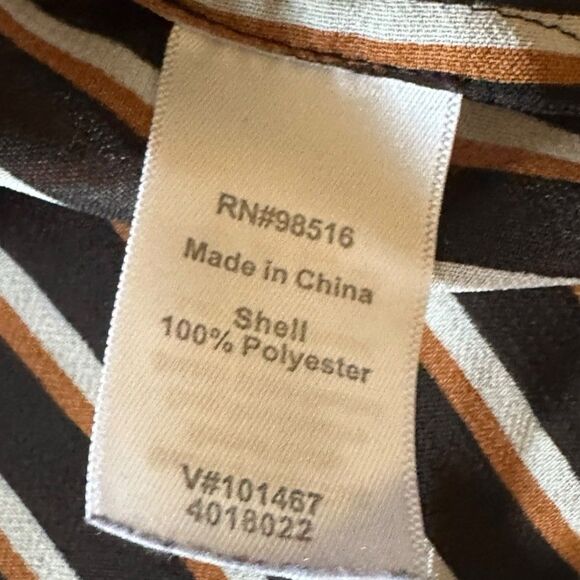 RN#98516
Made in China
Shell
100% Polyester
V#101467
4018022